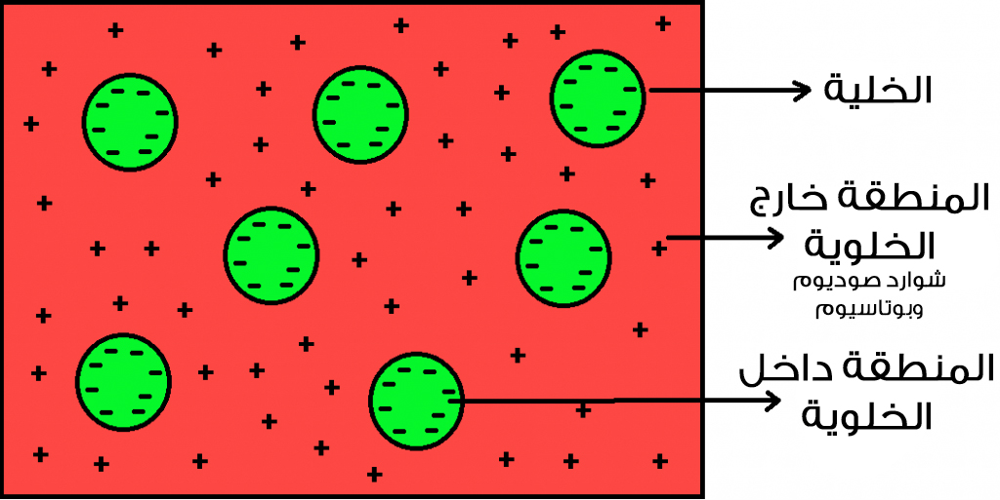 الخلية
المنطقة خارج
الخلوية
شوارد صوديوم
وبوتاسيوم
المنطقة داخل
الخلوية